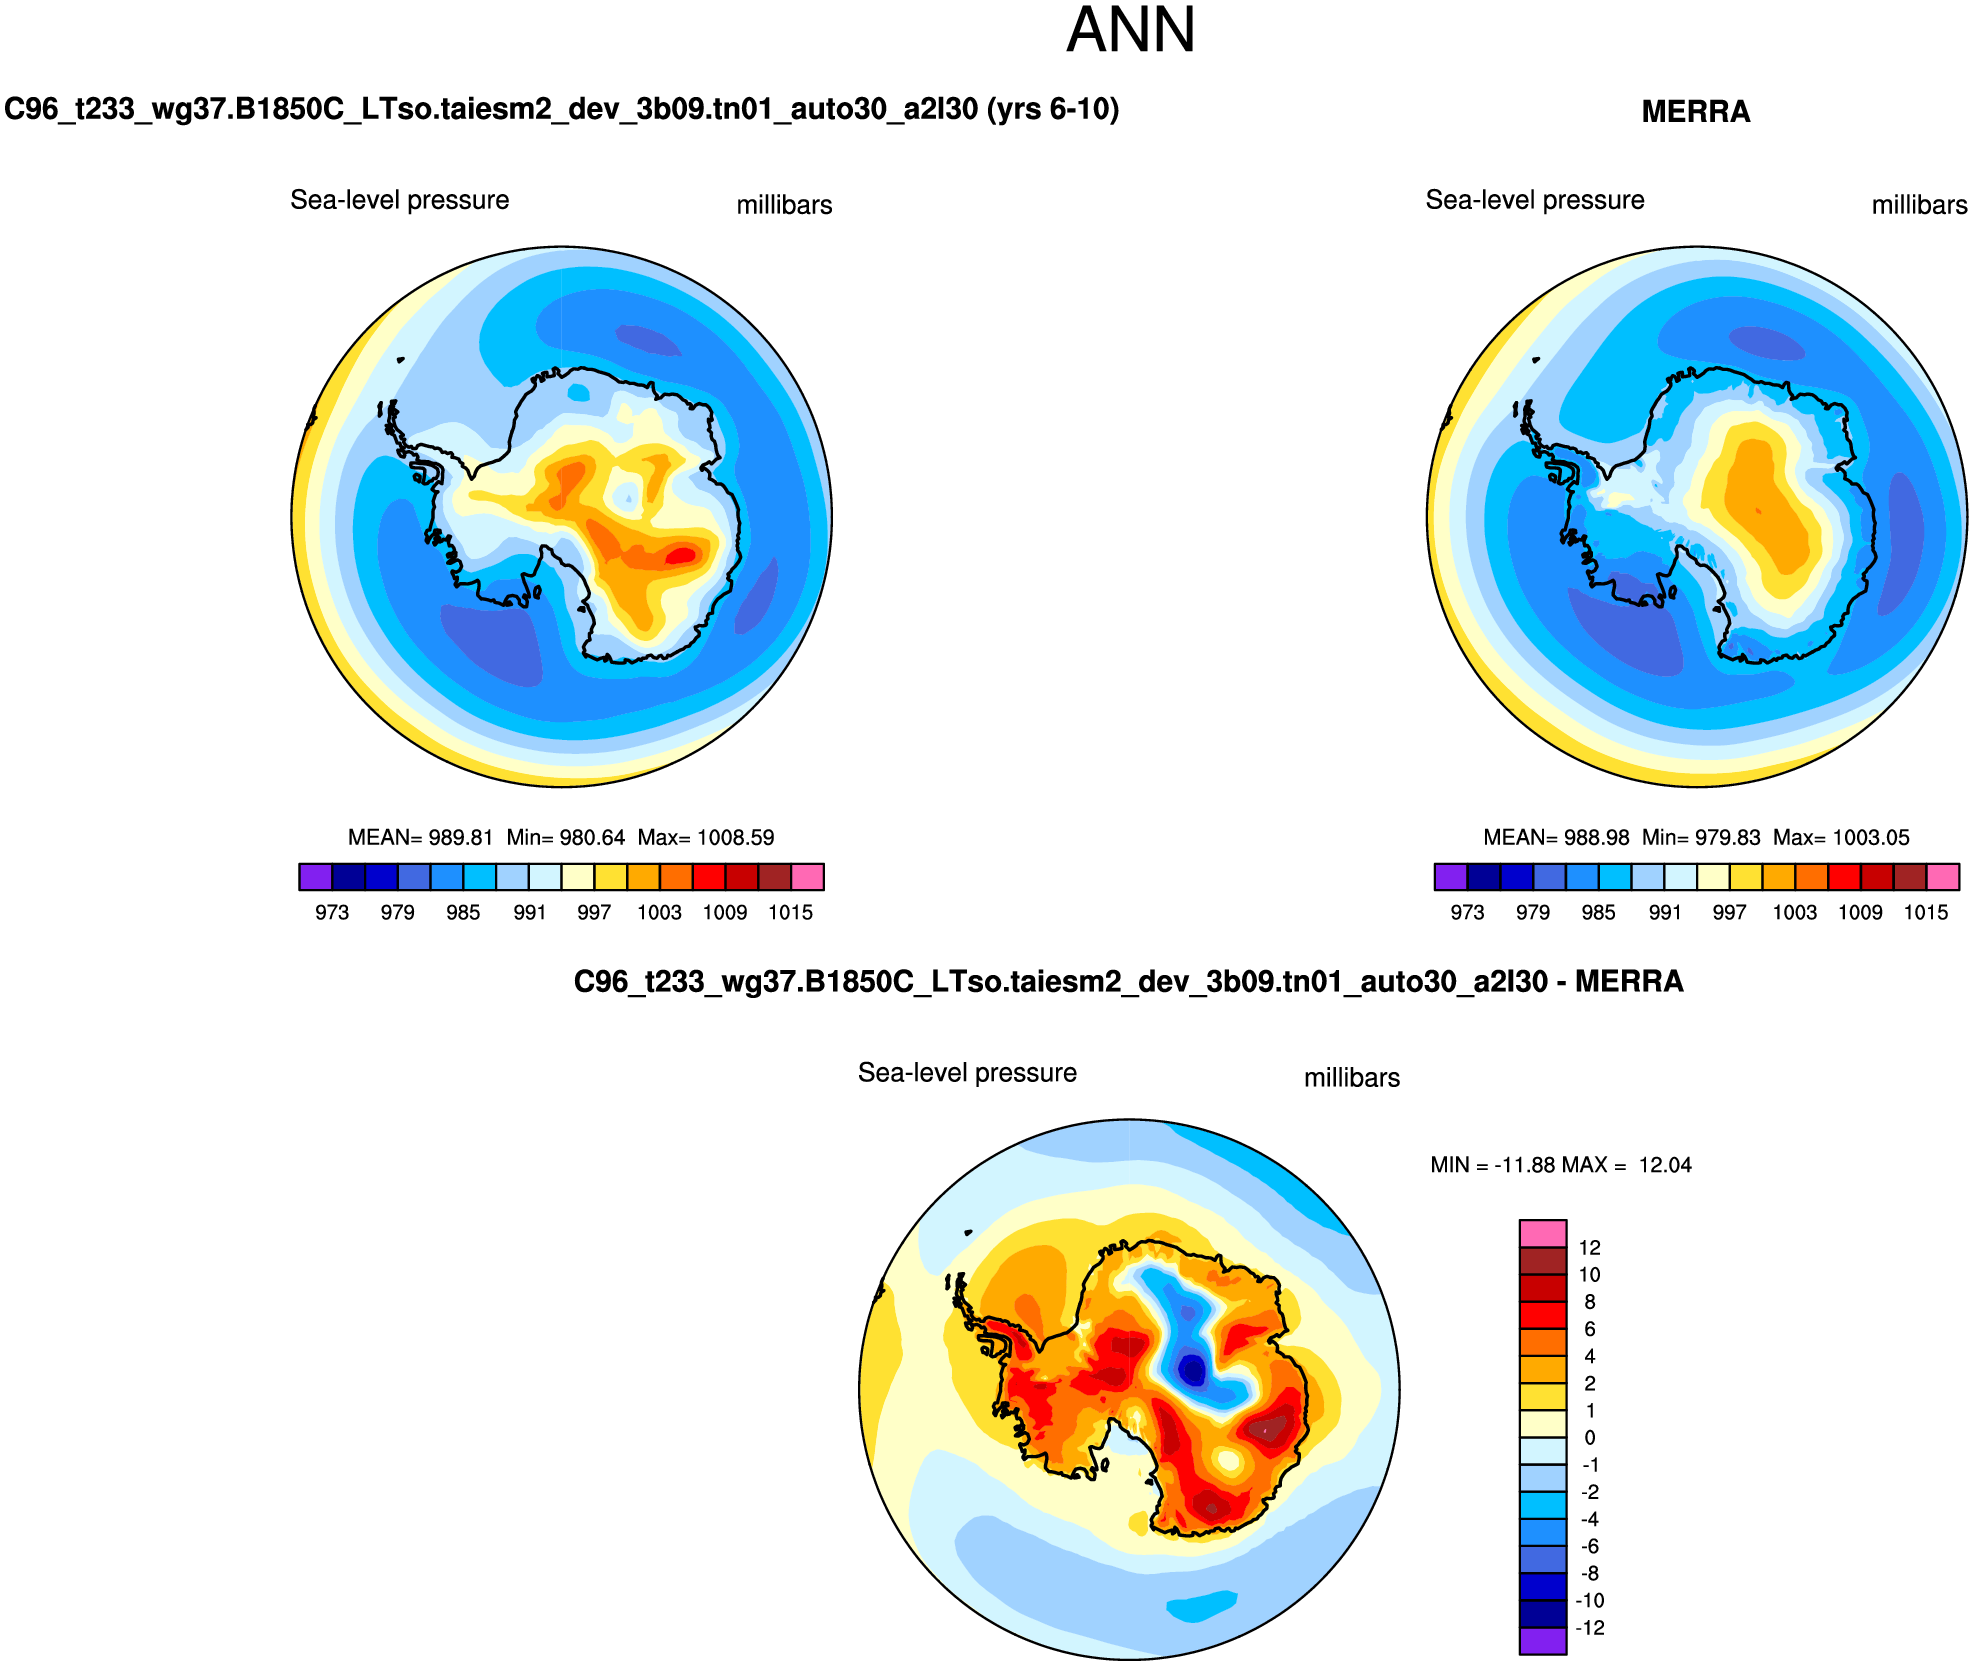 ANN
C96_t233_wg37.B1850C_LTso.taiesm2_dev_3b09.tn01_auto30_a2l30 (yrs 6-10)
MERRA
Sea-level pressure millibars
Sea-level pressure millibars
MEAN= 989.81 Min= 980.64 Max= 1008.59
MEAN= 988.98 Min= 979.83 Max= 1003.05
973 979 985 991 997 1003 1009 1015
973 979 985 991 997 1003 1009 1015
C96_t233_wg37.B1850C_LTso.taiesm2_dev_3b09.tn01_auto30_a2l30 - MERRA
Sea-level pressure millibars
MIN = -11.88 MAX = 12.04
12
10
8
6
4
2
1
0
-1
-2
-4
-6
-8
-10
-12